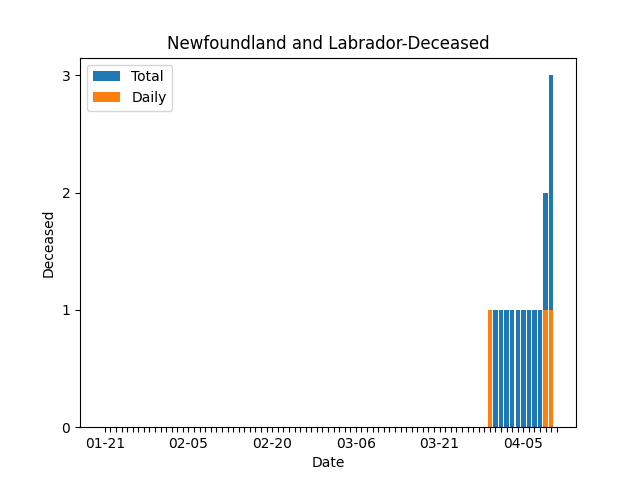 Newfoundland and Labrador-Deceased
Total
Daily
3
2
1
0
Deceased
01-21 02-05 02-20 03-06 03-21 04-05
Date